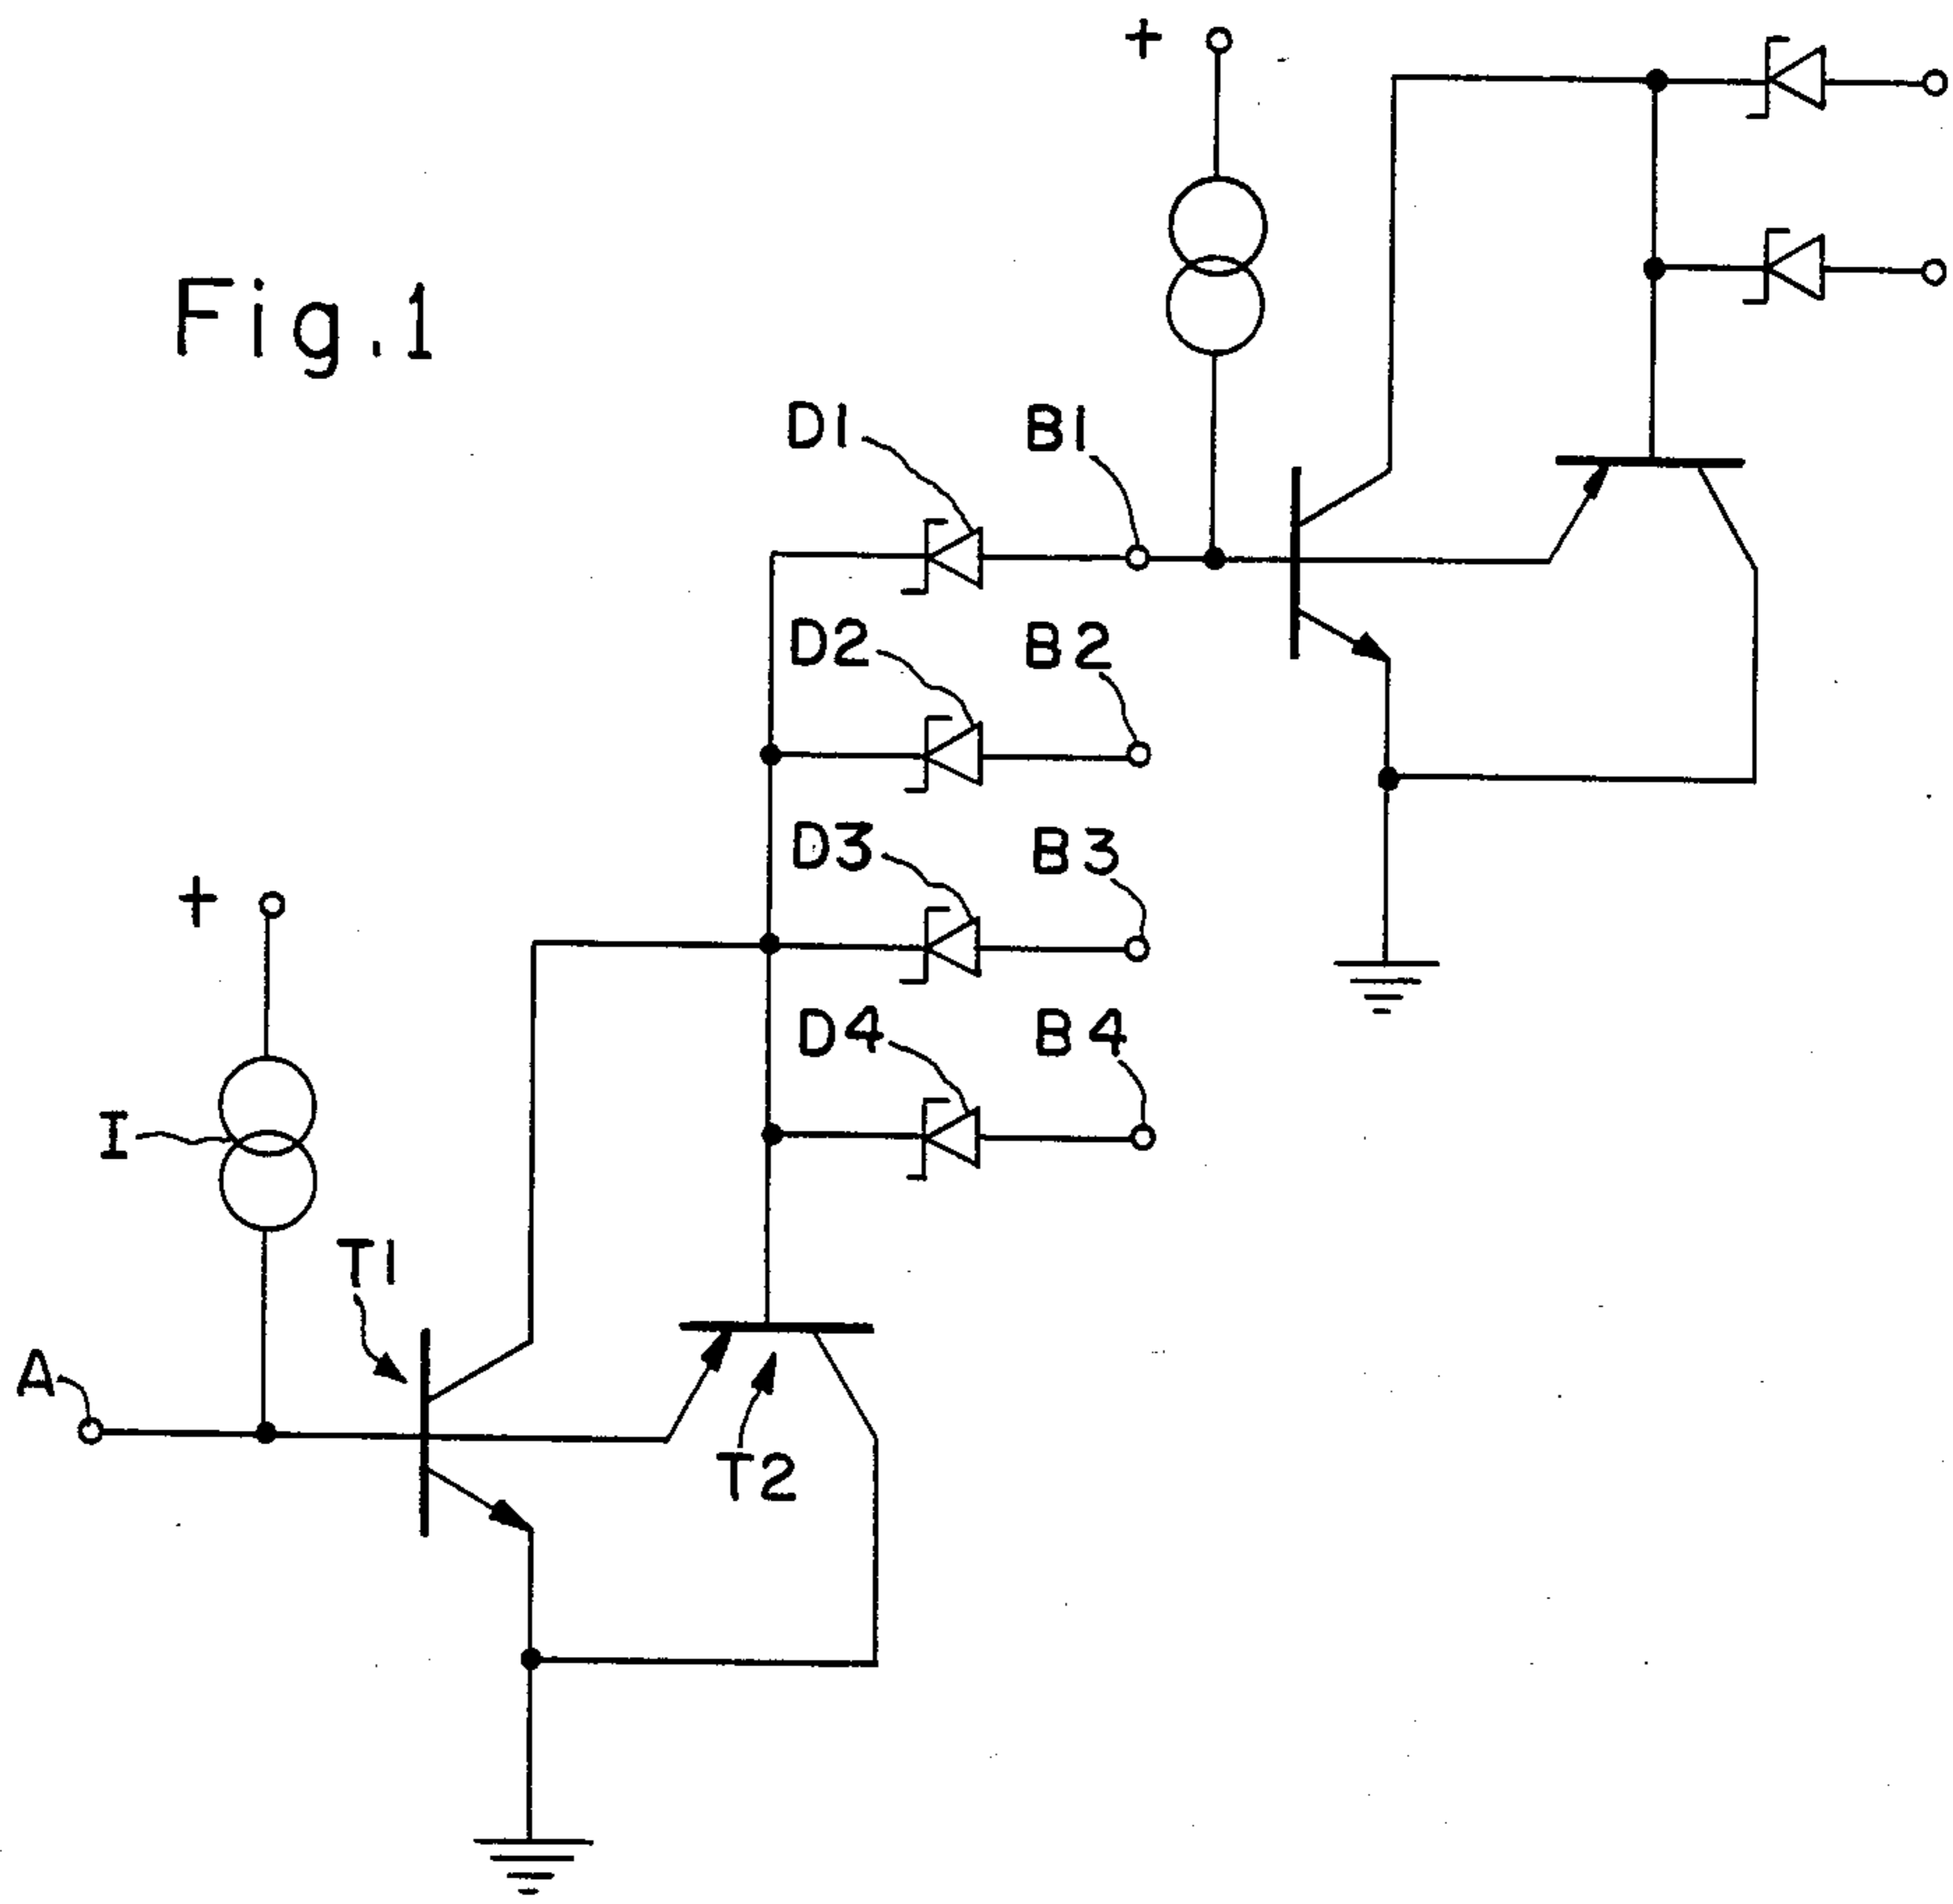 +
Fig.1
D1
B1
D2
B2
D3
B3
+
D4
B4
I
T1
A
T2